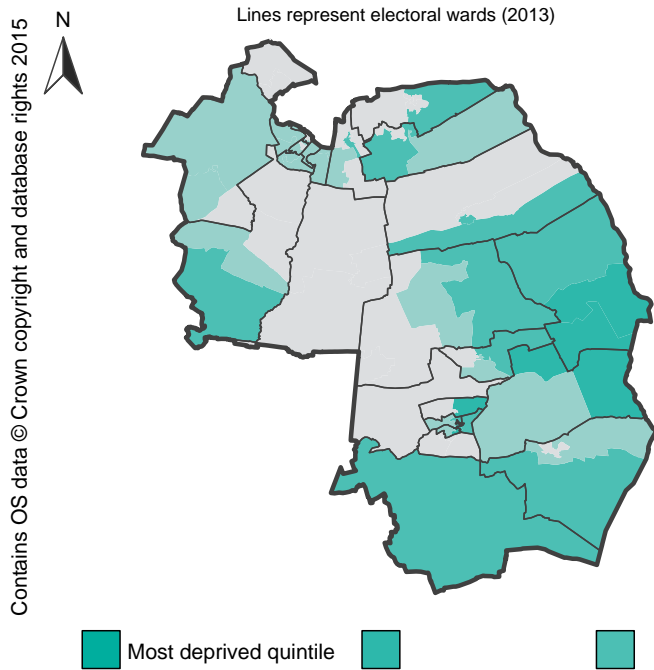 Lines represent electoral wards (2013)
N
Contains OS data © Crown copyright and database rights 2015
Most deprived quintile